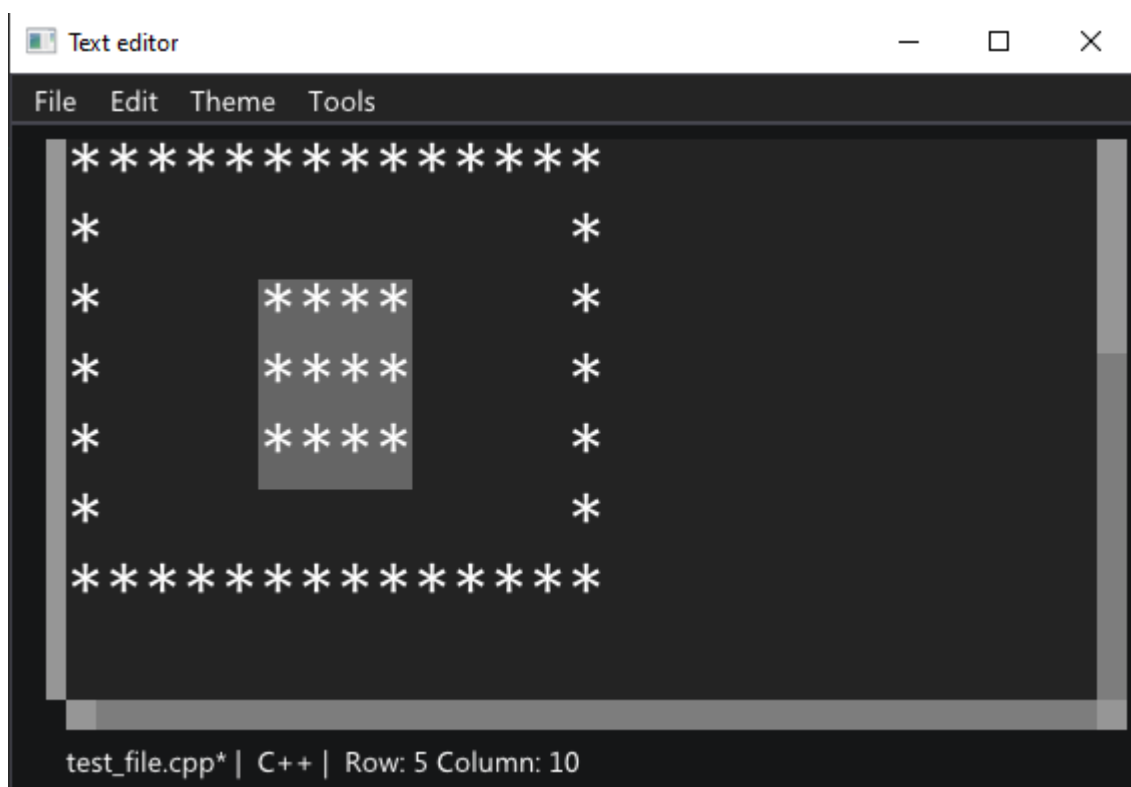 Text editor
File Edit Theme Tools
**************
*            *
*    ****    *
*    ****    *
*    ****    *
*            *
**************
test_file.cpp* | C++ | Row: 5 Column: 10